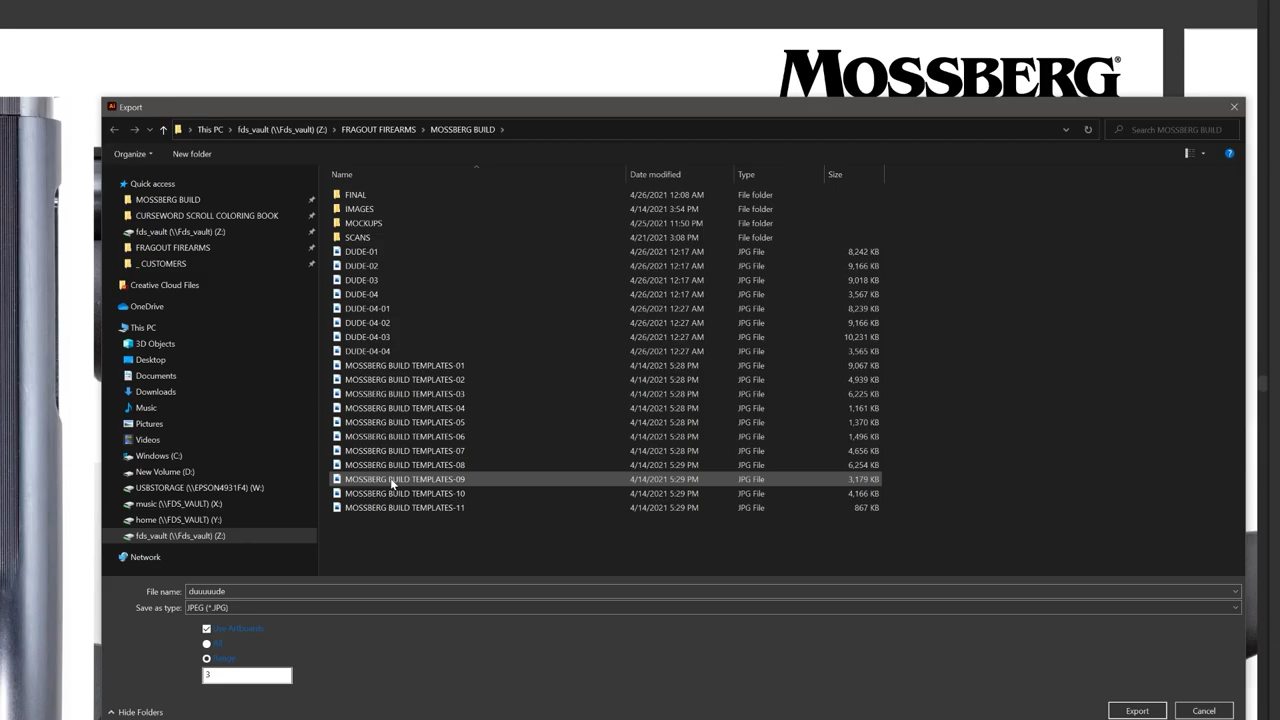 MOSSBERG®
Ai Export
This PC fds_vault (\\Fds_vault) (Z:) FRAGOUT FIREARMS MOSSBERG BUILD
Search MOSSBERG BUILD
Organize New folder
Name Date modified Type Size
Quick access
MOSSBERG BUILD
CURSEWORD SCROLL COLORING BOOK
fds_vault (\\Fds_vault) (Z:)
FRAGOUT FIREARMS
_ CUSTOMERS
Creative Cloud Files
OneDrive
This PC
3D Objects
Desktop
Documents
Downloads
Music
Pictures
Videos
Windows (C:)
New Volume (D:)
USBSTORAGE (\\EPSON4931F4) (W:)
music (\\FDS_VAULT) (X:)
home (\\FDS_VAULT) (Y:)
fds_vault (\\Fds_vault) (Z:)
Network
FINAL 4/26/2021 12:08 AM File folder
IMAGES 4/14/2021 3:54 PM File folder
MOCKUPS 4/25/2021 11:50 PM File folder
SCANS 4/21/2021 3:08 PM File folder
DUDE-01 4/26/2021 12:17 AM JPG File 8,242 KB
DUDE-02 4/26/2021 12:17 AM JPG File 9,166 KB
DUDE-03 4/26/2021 12:17 AM JPG File 9,018 KB
DUDE-04 4/26/2021 12:17 AM JPG File 3,567 KB
DUDE-04-01 4/26/2021 12:27 AM JPG File 8,239 KB
DUDE-04-02 4/26/2021 12:27 AM JPG File 9,166 KB
DUDE-04-03 4/26/2021 12:27 AM JPG File 10,231 KB
DUDE-04-04 4/26/2021 12:27 AM JPG File 3,565 KB
MOSSBERG BUILD TEMPLATES-01 4/14/2021 5:28 PM JPG File 9,067 KB
MOSSBERG BUILD TEMPLATES-02 4/14/2021 5:28 PM JPG File 4,939 KB
MOSSBERG BUILD TEMPLATES-03 4/14/2021 5:28 PM JPG File 6,225 KB
MOSSBERG BUILD TEMPLATES-04 4/14/2021 5:28 PM JPG File 1,161 KB
MOSSBERG BUILD TEMPLATES-05 4/14/2021 5:28 PM JPG File 1,370 KB
MOSSBERG BUILD TEMPLATES-06 4/14/2021 5:28 PM JPG File 1,496 KB
MOSSBERG BUILD TEMPLATES-07 4/14/2021 5:28 PM JPG File 4,656 KB
MOSSBERG BUILD TEMPLATES-08 4/14/2021 5:29 PM JPG File 6,254 KB
MOSSBERG BUILD TEMPLATES-09 4/14/2021 5:29 PM JPG File 3,179 KB
MOSSBERG BUILD TEMPLATES-10 4/14/2021 5:29 PM JPG File 4,166 KB
MOSSBERG BUILD TEMPLATES-11 4/14/2021 5:29 PM JPG File 867 KB
File name: duuuuude
Save as type: JPEG (*.JPG)
Use Artboards
All
Range
3
Hide Folders
Export Cancel